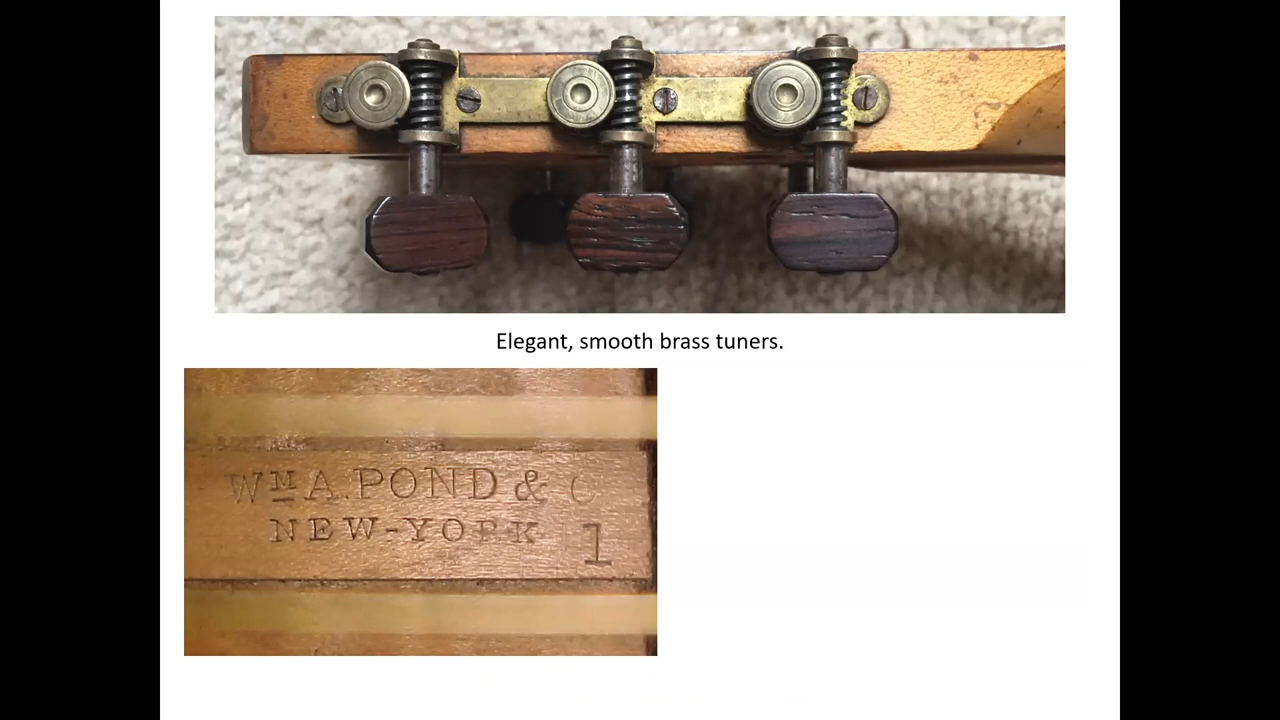 Elegant, smooth brass tuners.
Wᴹ A. POND & C
NEW-YORK 1